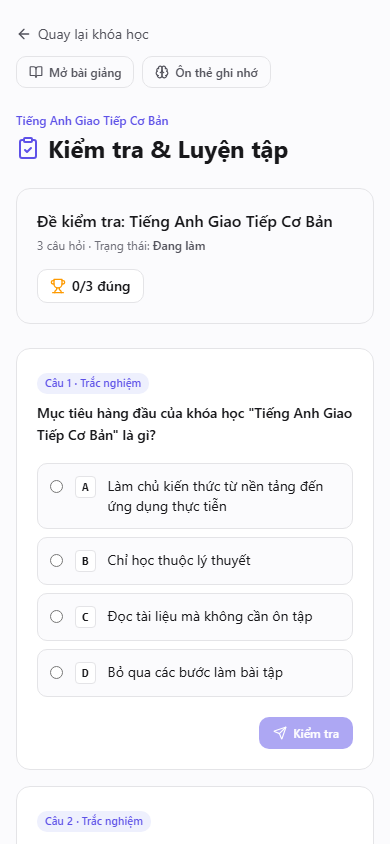 Quay lại khóa học
Mở bài giảng
Ôn thẻ ghi nhớ
Tiếng Anh Giao Tiếp Cơ Bản
Kiểm tra & Luyện tập
Đề kiểm tra: Tiếng Anh Giao Tiếp Cơ Bản
3 câu hỏi · Trạng thái: Đang làm
0/3 đúng
Câu 1 · Trắc nghiệm
Mục tiêu hàng đầu của khóa học "Tiếng Anh Giao
Tiếp Cơ Bản" là gì?
A Làm chủ kiến thức từ nền tảng đến
ứng dụng thực tiễn
B Chỉ học thuộc lý thuyết
C Đọc tài liệu mà không cần ôn tập
D Bỏ qua các bước làm bài tập
Kiểm tra
Câu 2 · Trắc nghiệm